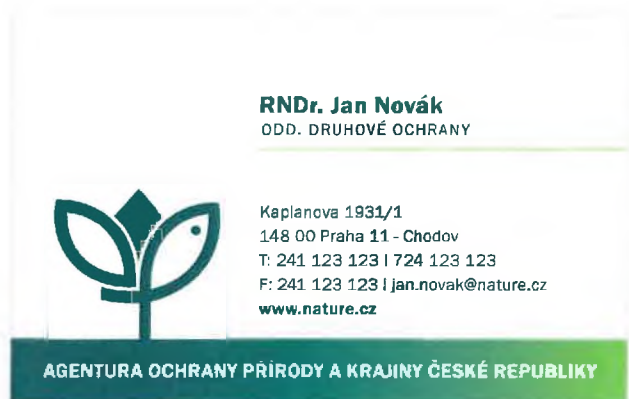 RNDr. Jan Novák
ODD. DRUHOVÉ OCHRANY
Kaplanova 1931/1
148 00 Praha 11 - Chodov
T: 241 123 123 | 724 123 123
F: 241 123 123 | jan.novak@nature.cz
www.nature.cz
AGENTURA OCHRANY PŘÍRODY A KRAJINY ČESKÉ REPUBLIKY